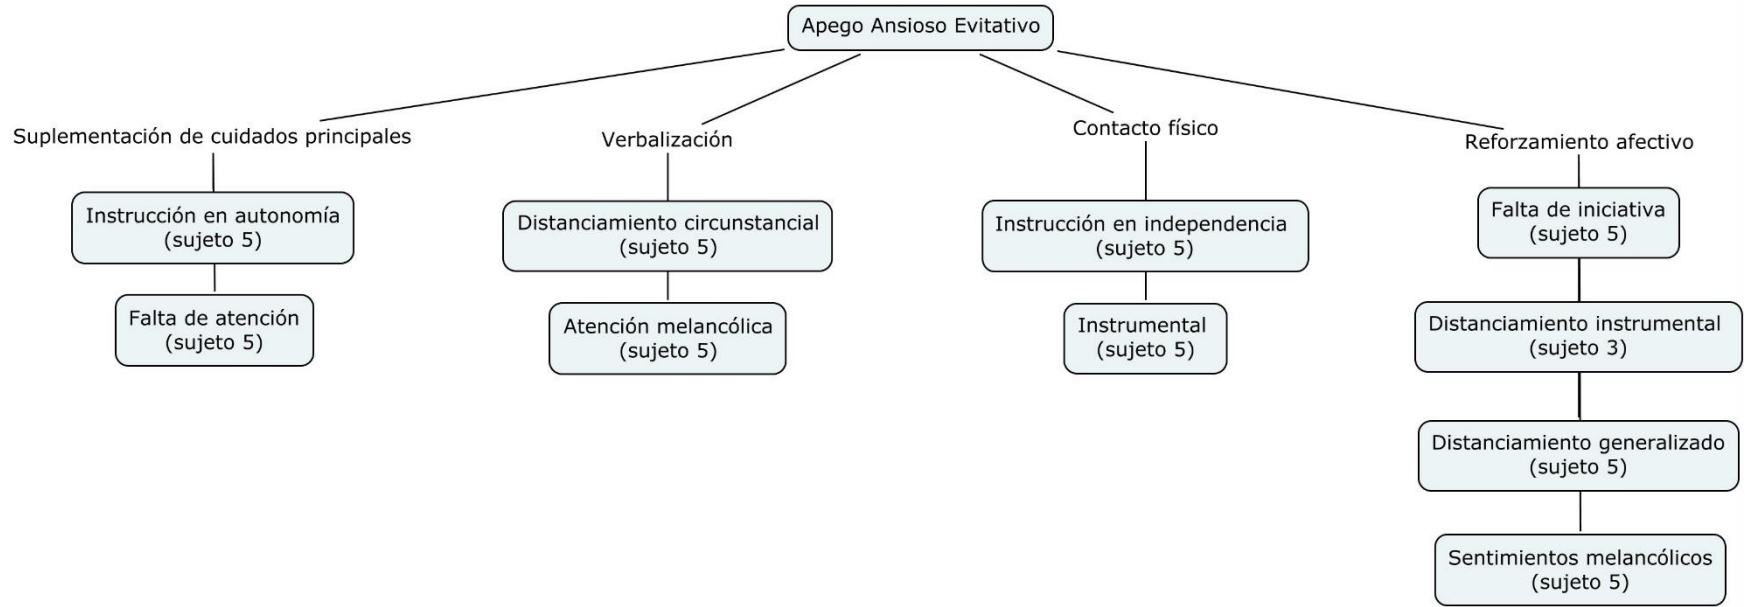 Apego Ansioso Evitativo
Suplementación de cuidados principales
Instrucción en autonomía
(sujeto 5)
Falta de atención
(sujeto 5)
Verbalización
Distanciamiento circunstancial
(sujeto 5)
Atención melancólica
(sujeto 5)
Contacto físico
Instrucción en independencia
(sujeto 5)
Instrumental
(sujeto 5)
Reforzamiento afectivo
Falta de iniciativa
(sujeto 5)
Distanciamiento instrumental
(sujeto 3)
Distanciamiento generalizado
(sujeto 5)
Sentimientos melancólicos
(sujeto 5)